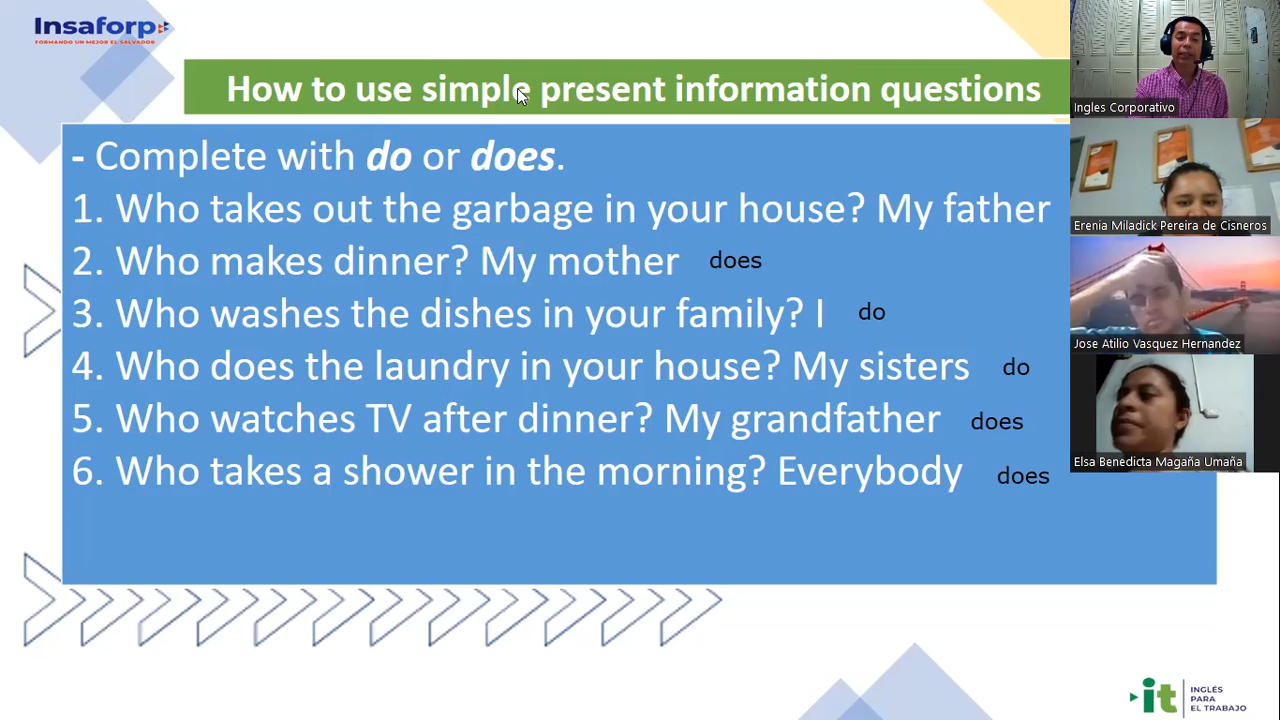 Insaforp
FORMANDO UN MEJOR EL SALVADOR
How to use simple present information questions
- Complete with do or does.
1. Who takes out the garbage in your house? My father
2. Who makes dinner? My mother does
3. Who washes the dishes in your family? I do
4. Who does the laundry in your house? My sisters do
5. Who watches TV after dinner? My grandfather does
6. Who takes a shower in the morning? Everybody does
Ingles Corporativo
Erenia Miladick Pereira de Cisneros
Jose Atilio Vasquez Hernandez
Elsa Benedicta Magaña Umaña
it
INGLÉS
PARA
EL TRABAJO